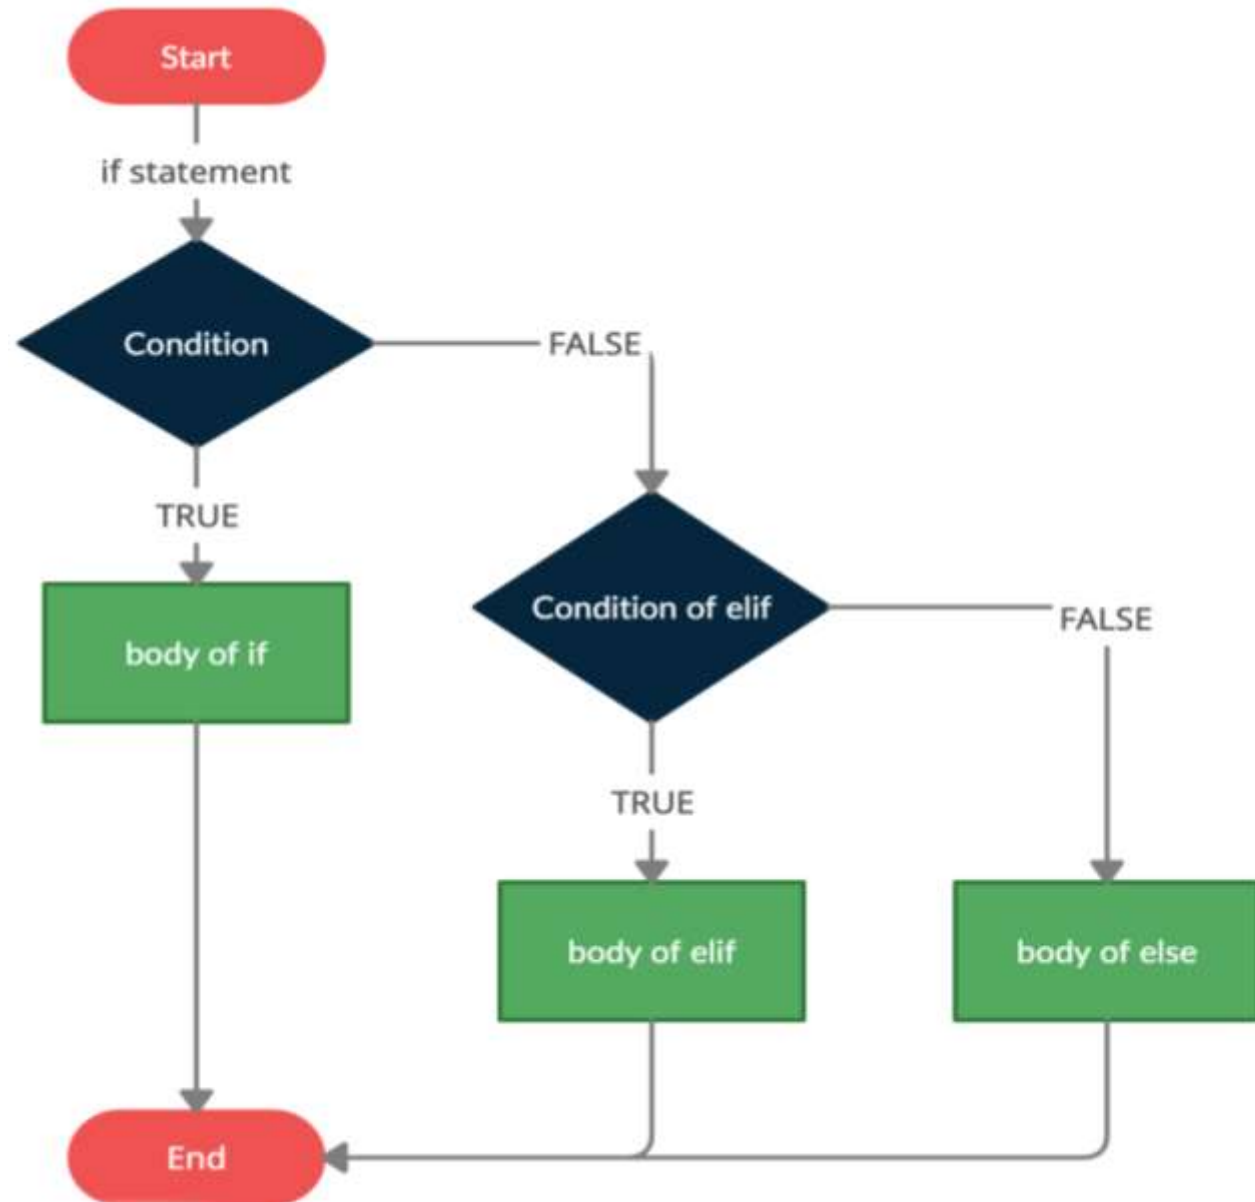 Start
if statement
Condition
FALSE
TRUE
Condition of elif
FALSE
body of if
TRUE
body of elif
body of else
End